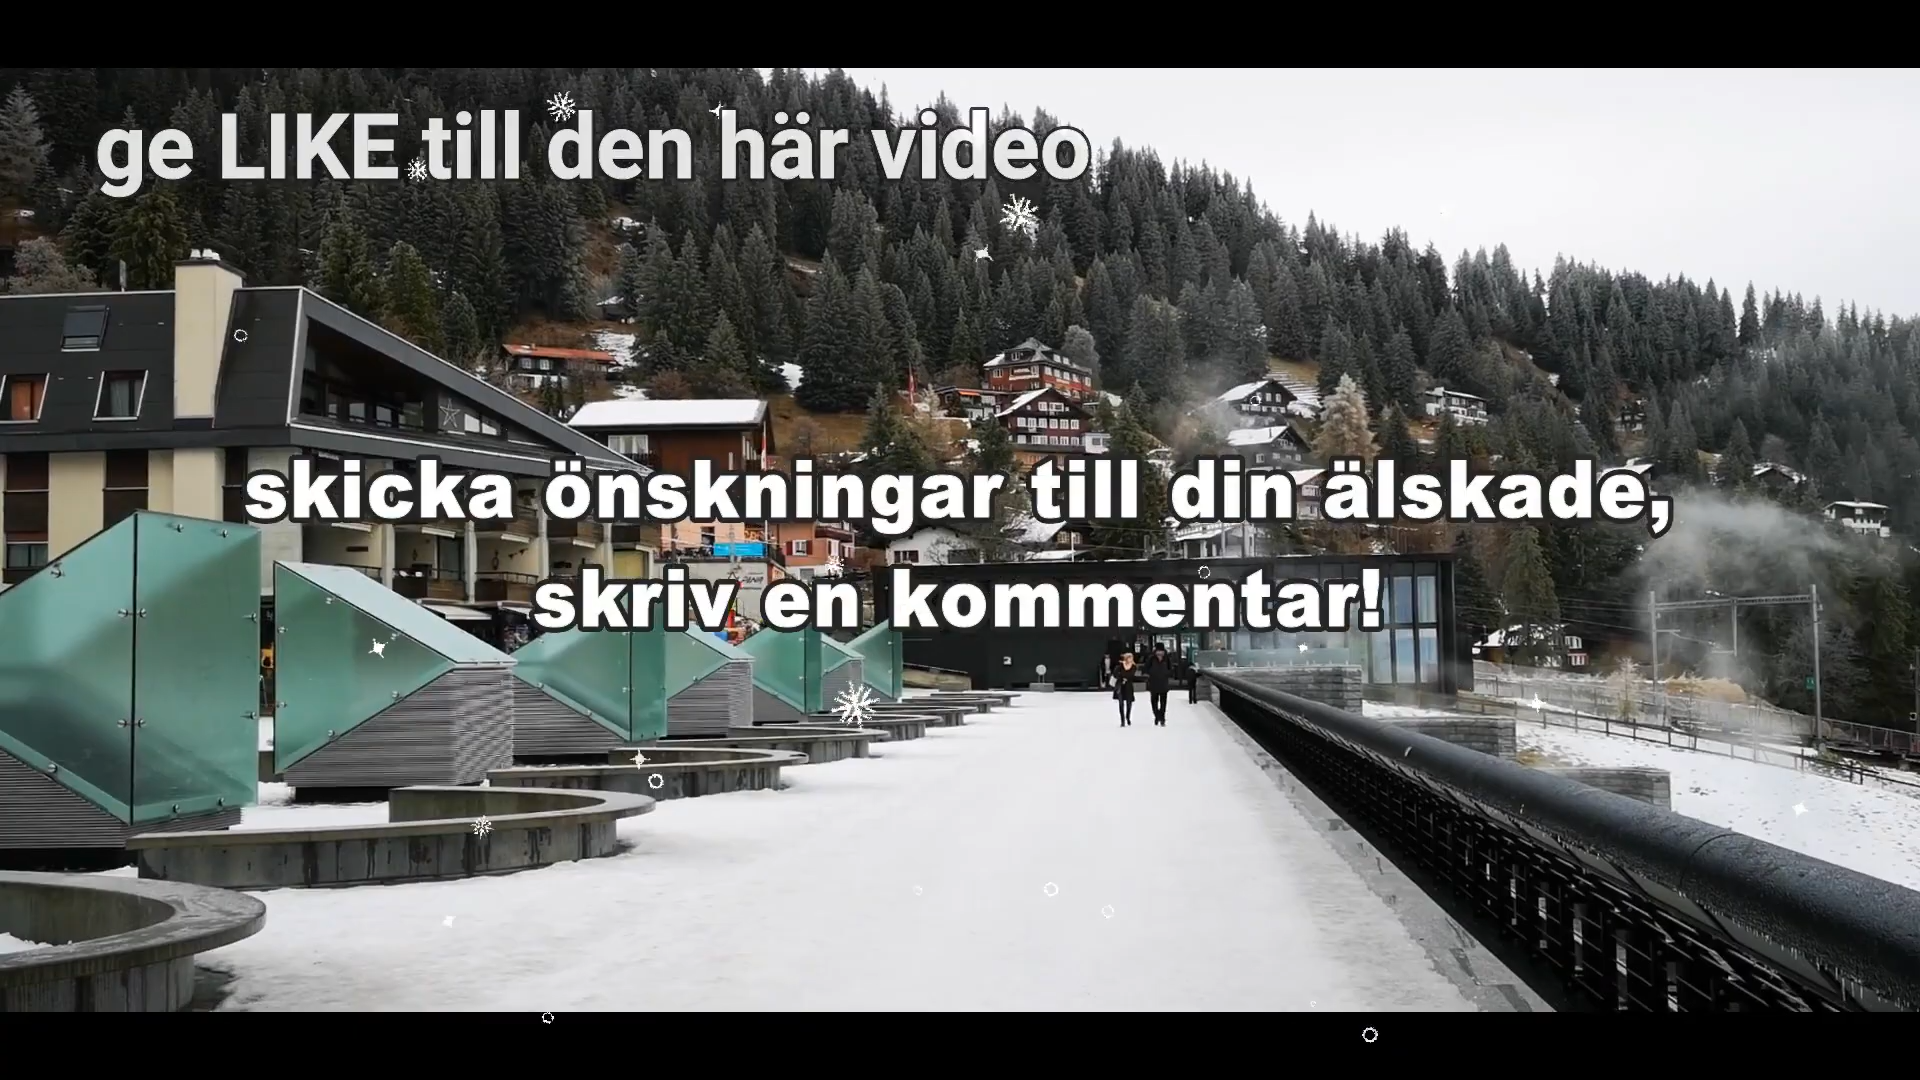 ge LIKE till den här video
skicka önskningar till din älskade,
skriv en kommentar!